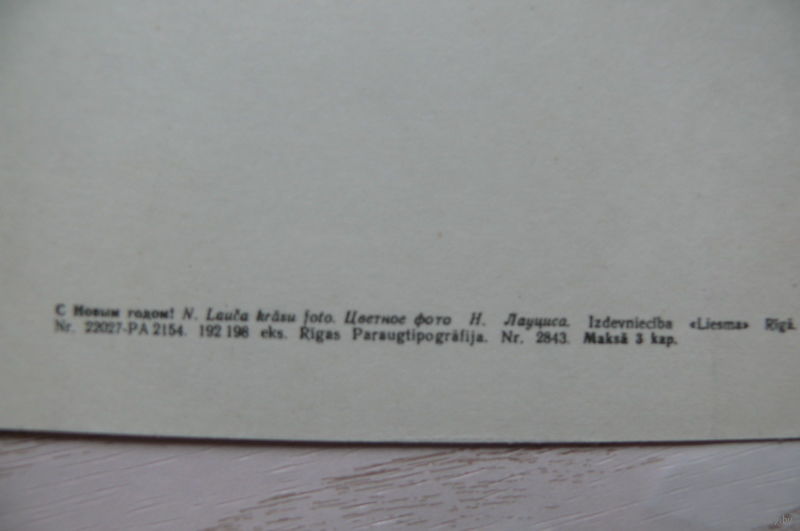 С Новым годом! N. Lauča krāsu foto. Цветное фото Н. Лауциса. Izdevniecība «Liesma» Rīgā.
Nr. 22027-PA 2154. 192 198 eks. Rīgas Paraugtipogrāfija. Nr. 2843. Maksā 3 kap.